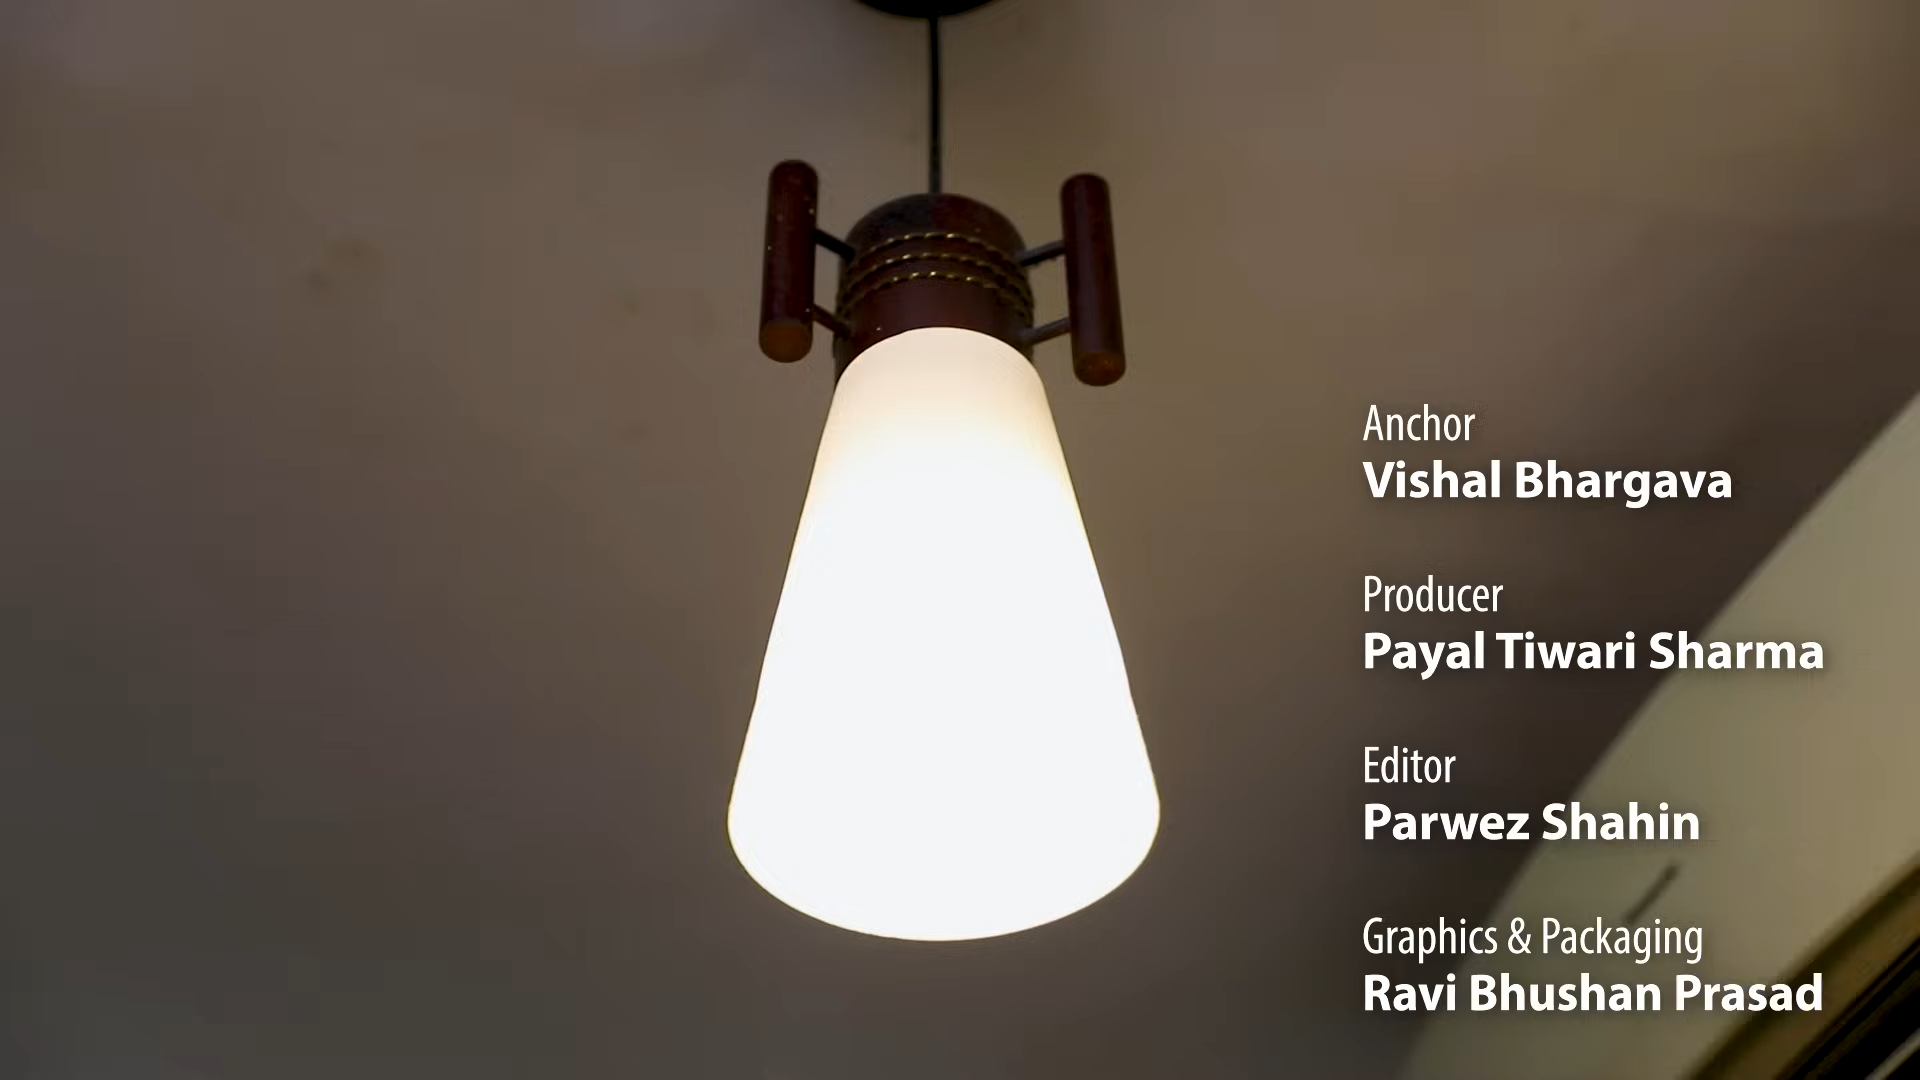 Anchor
Vishal Bhargava
Producer
Payal Tiwari Sharma
Editor
Parwez Shahin
Graphics & Packaging
Ravi Bhushan Prasad